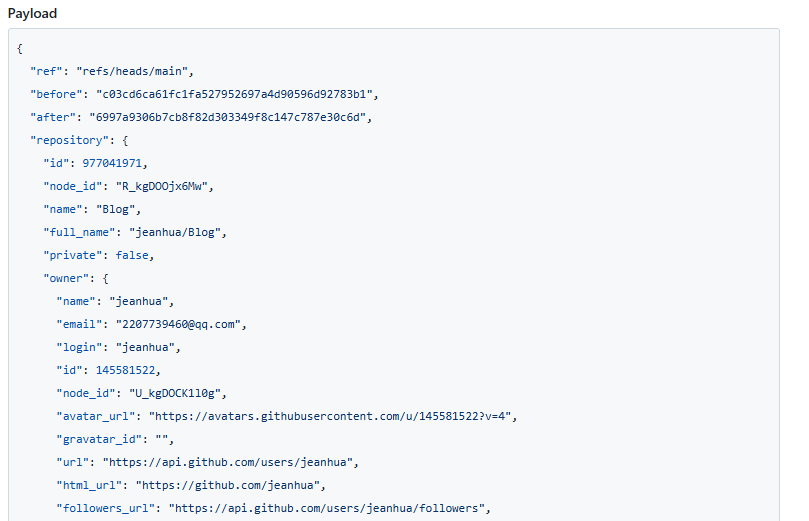 Payload
{
"ref": "refs/heads/main",
"before": "c03cd6ca61fc1fa527952697a4d90596d92783b1",
"after": "6997a9306b7cb8f82d303349f8c147c787e30c6d",
"repository": {
"id": 977041971,
"node_id": "R_kgDOOjx6Mw",
"name": "Blog",
"full_name": "jeanhua/Blog",
"private": false,
"owner": {
"name": "jeanhua",
"email": "2207739460@qq.com",
"login": "jeanhua",
"id": 145581522,
"node_id": "U_kgDOCK1l0g",
"avatar_url": "https://avatars.githubusercontent.com/u/145581522?v=4",
"gravatar_id": "",
"url": "https://api.github.com/users/jeanhua",
"html_url": "https://github.com/jeanhua",
"followers_url": "https://api.github.com/users/jeanhua/followers",